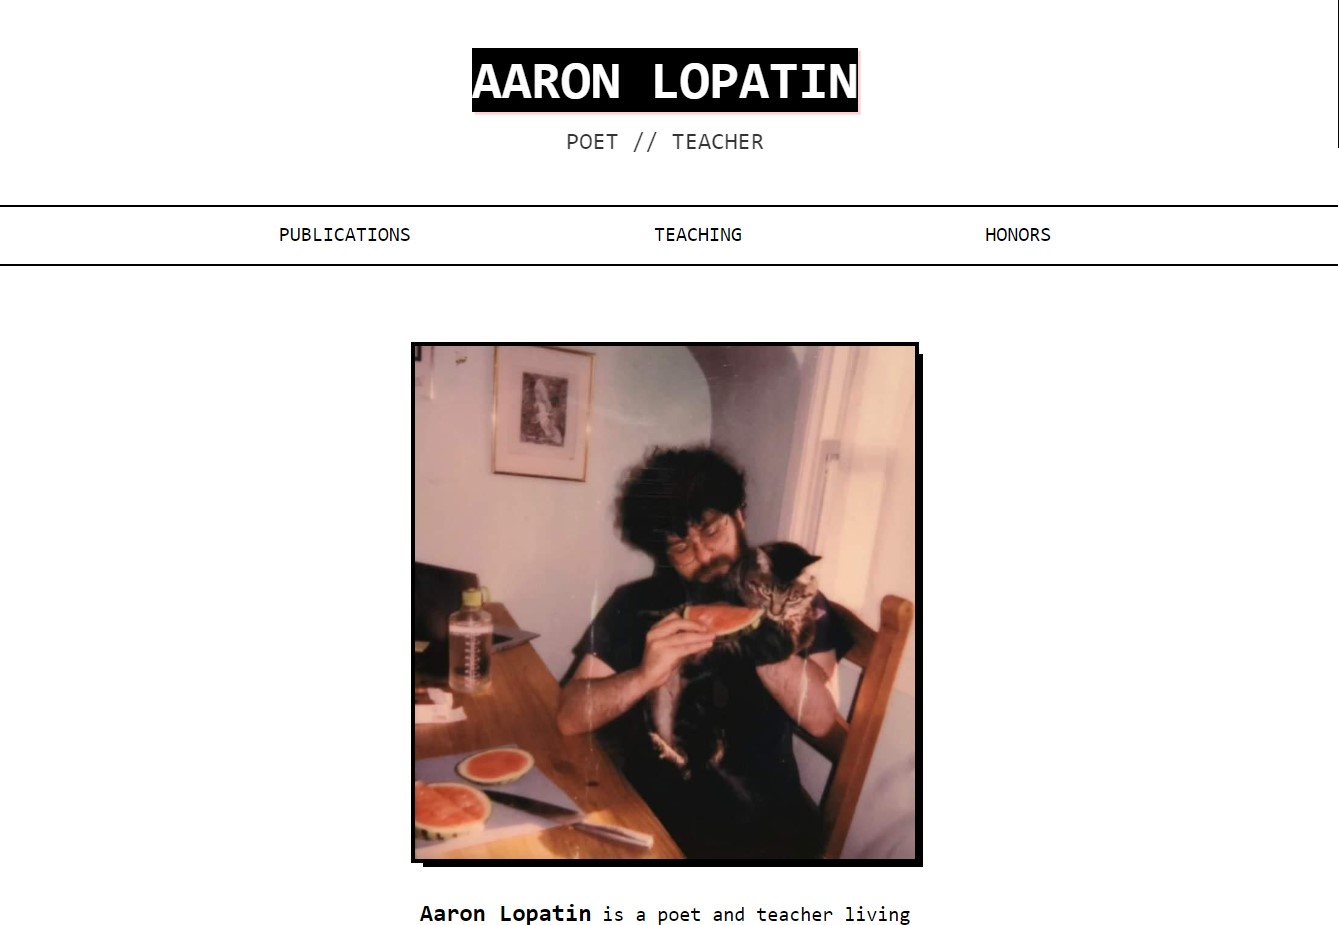 AARON LOPATIN
POET // TEACHER
PUBLICATIONS
TEACHING
HONORS
Aaron Lopatin is a poet and teacher living